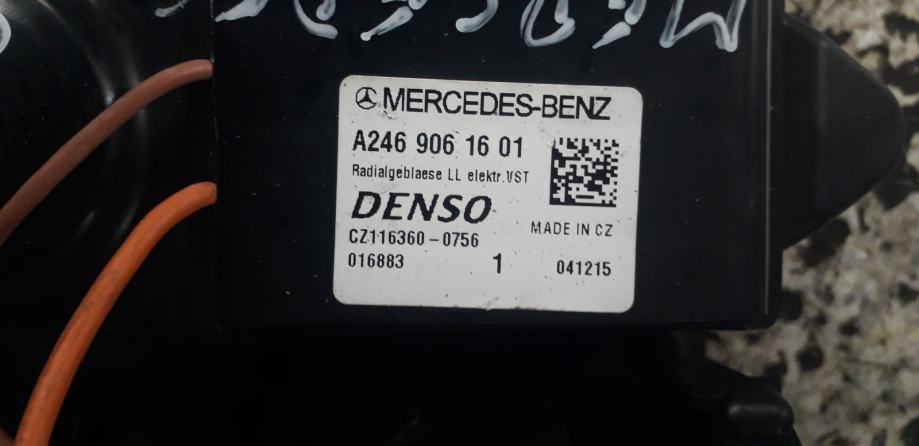 MERCEDES-BENZ
A246 906 16 01
Radialgeblaese LL elektr.VST
DENSO
MADE IN CZ
CZ116360-0756
016883 1 041215